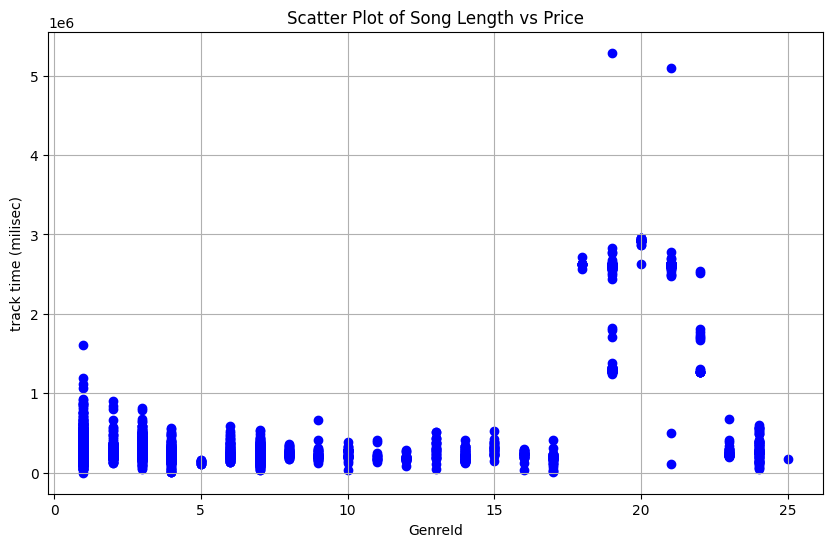 Scatter Plot of Song Length vs Price
1e6
5
4
3
2
1
0
track time (milisec)
0 5 10 15 20 25
GenreId